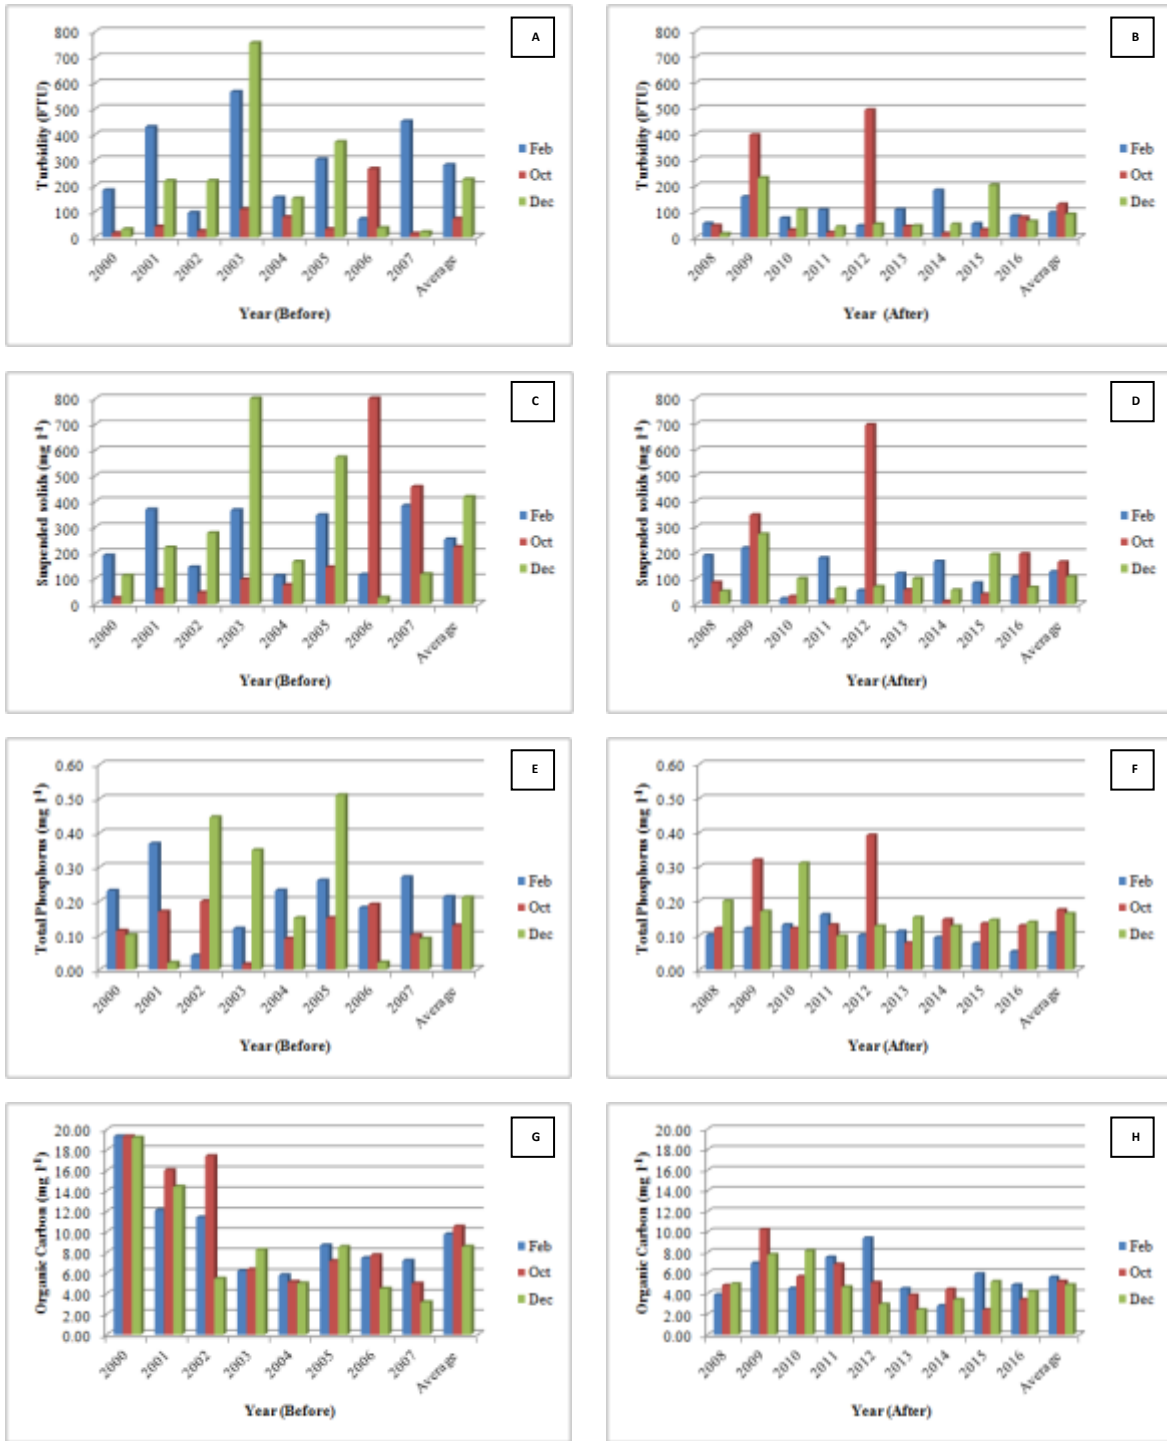 A
Turbidity (FTU)
800
700
600
500
400
300
200
100
0
2000
2001
2002
2003
2004
2005
2006
2007
Average
Year (Before)
Feb
Oct
Dec
B
Turbidity (FTU)
800
700
600
500
400
300
200
100
0
2008
2009
2010
2011
2012
2013
2014
2015
2016
Average
Year (After)
Feb
Oct
Dec
C
Suspended solids (mg l-1)
800
700
600
500
400
300
200
100
0
2000
2001
2002
2003
2004
2005
2006
2007
Average
Year (Before)
Feb
Oct
Dec
D
Suspended solids (mg l-1)
800
700
600
500
400
300
200
100
0
2008
2009
2010
2011
2012
2013
2014
2015
2016
Average
Year (After)
Feb
Oct
Dec
E
Total Phosphorus (mg l-1)
0.60
0.50
0.40
0.30
0.20
0.10
0.00
2000
2001
2002
2003
2004
2005
2006
2007
Average
Year (Before)
Feb
Oct
Dec
F
Total Phosphorus (mg l-1)
0.60
0.50
0.40
0.30
0.20
0.10
0.00
2008
2009
2010
2011
2012
2013
2014
2015
2016
Average
Year (After)
Feb
Oct
Dec
G
Organic Carbon (mg l-1)
20.00
18.00
16.00
14.00
12.00
10.00
8.00
6.00
4.00
2.00
0.00
2000
2001
2002
2003
2004
2005
2006
2007
Average
Year (Before)
Feb
Oct
Dec
H
Organic Carbon (mg l-1)
20.00
18.00
16.00
14.00
12.00
10.00
8.00
6.00
4.00
2.00
0.00
2008
2009
2010
2011
2012
2013
2014
2015
2016
Average
Year (After)
Feb
Oct
Dec